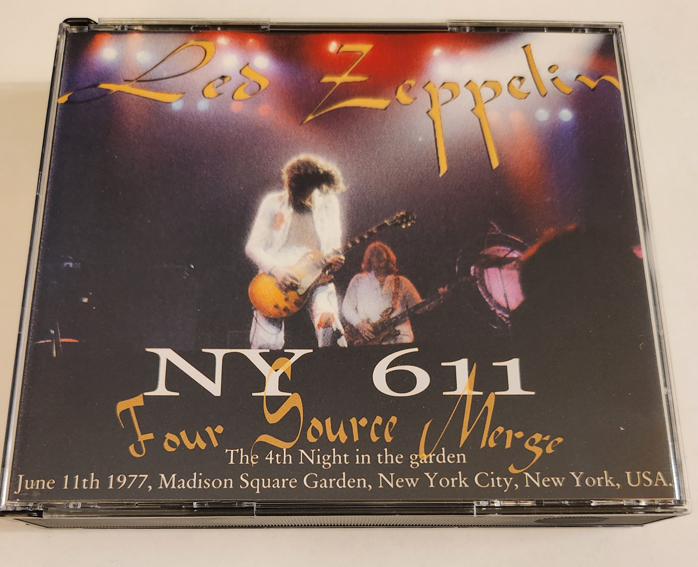 Led Zeppelin
NY 611
Four Source Merge
The 4th Night in the garden
June 11th 1977, Madison Square Garden, New York City, New York, USA.